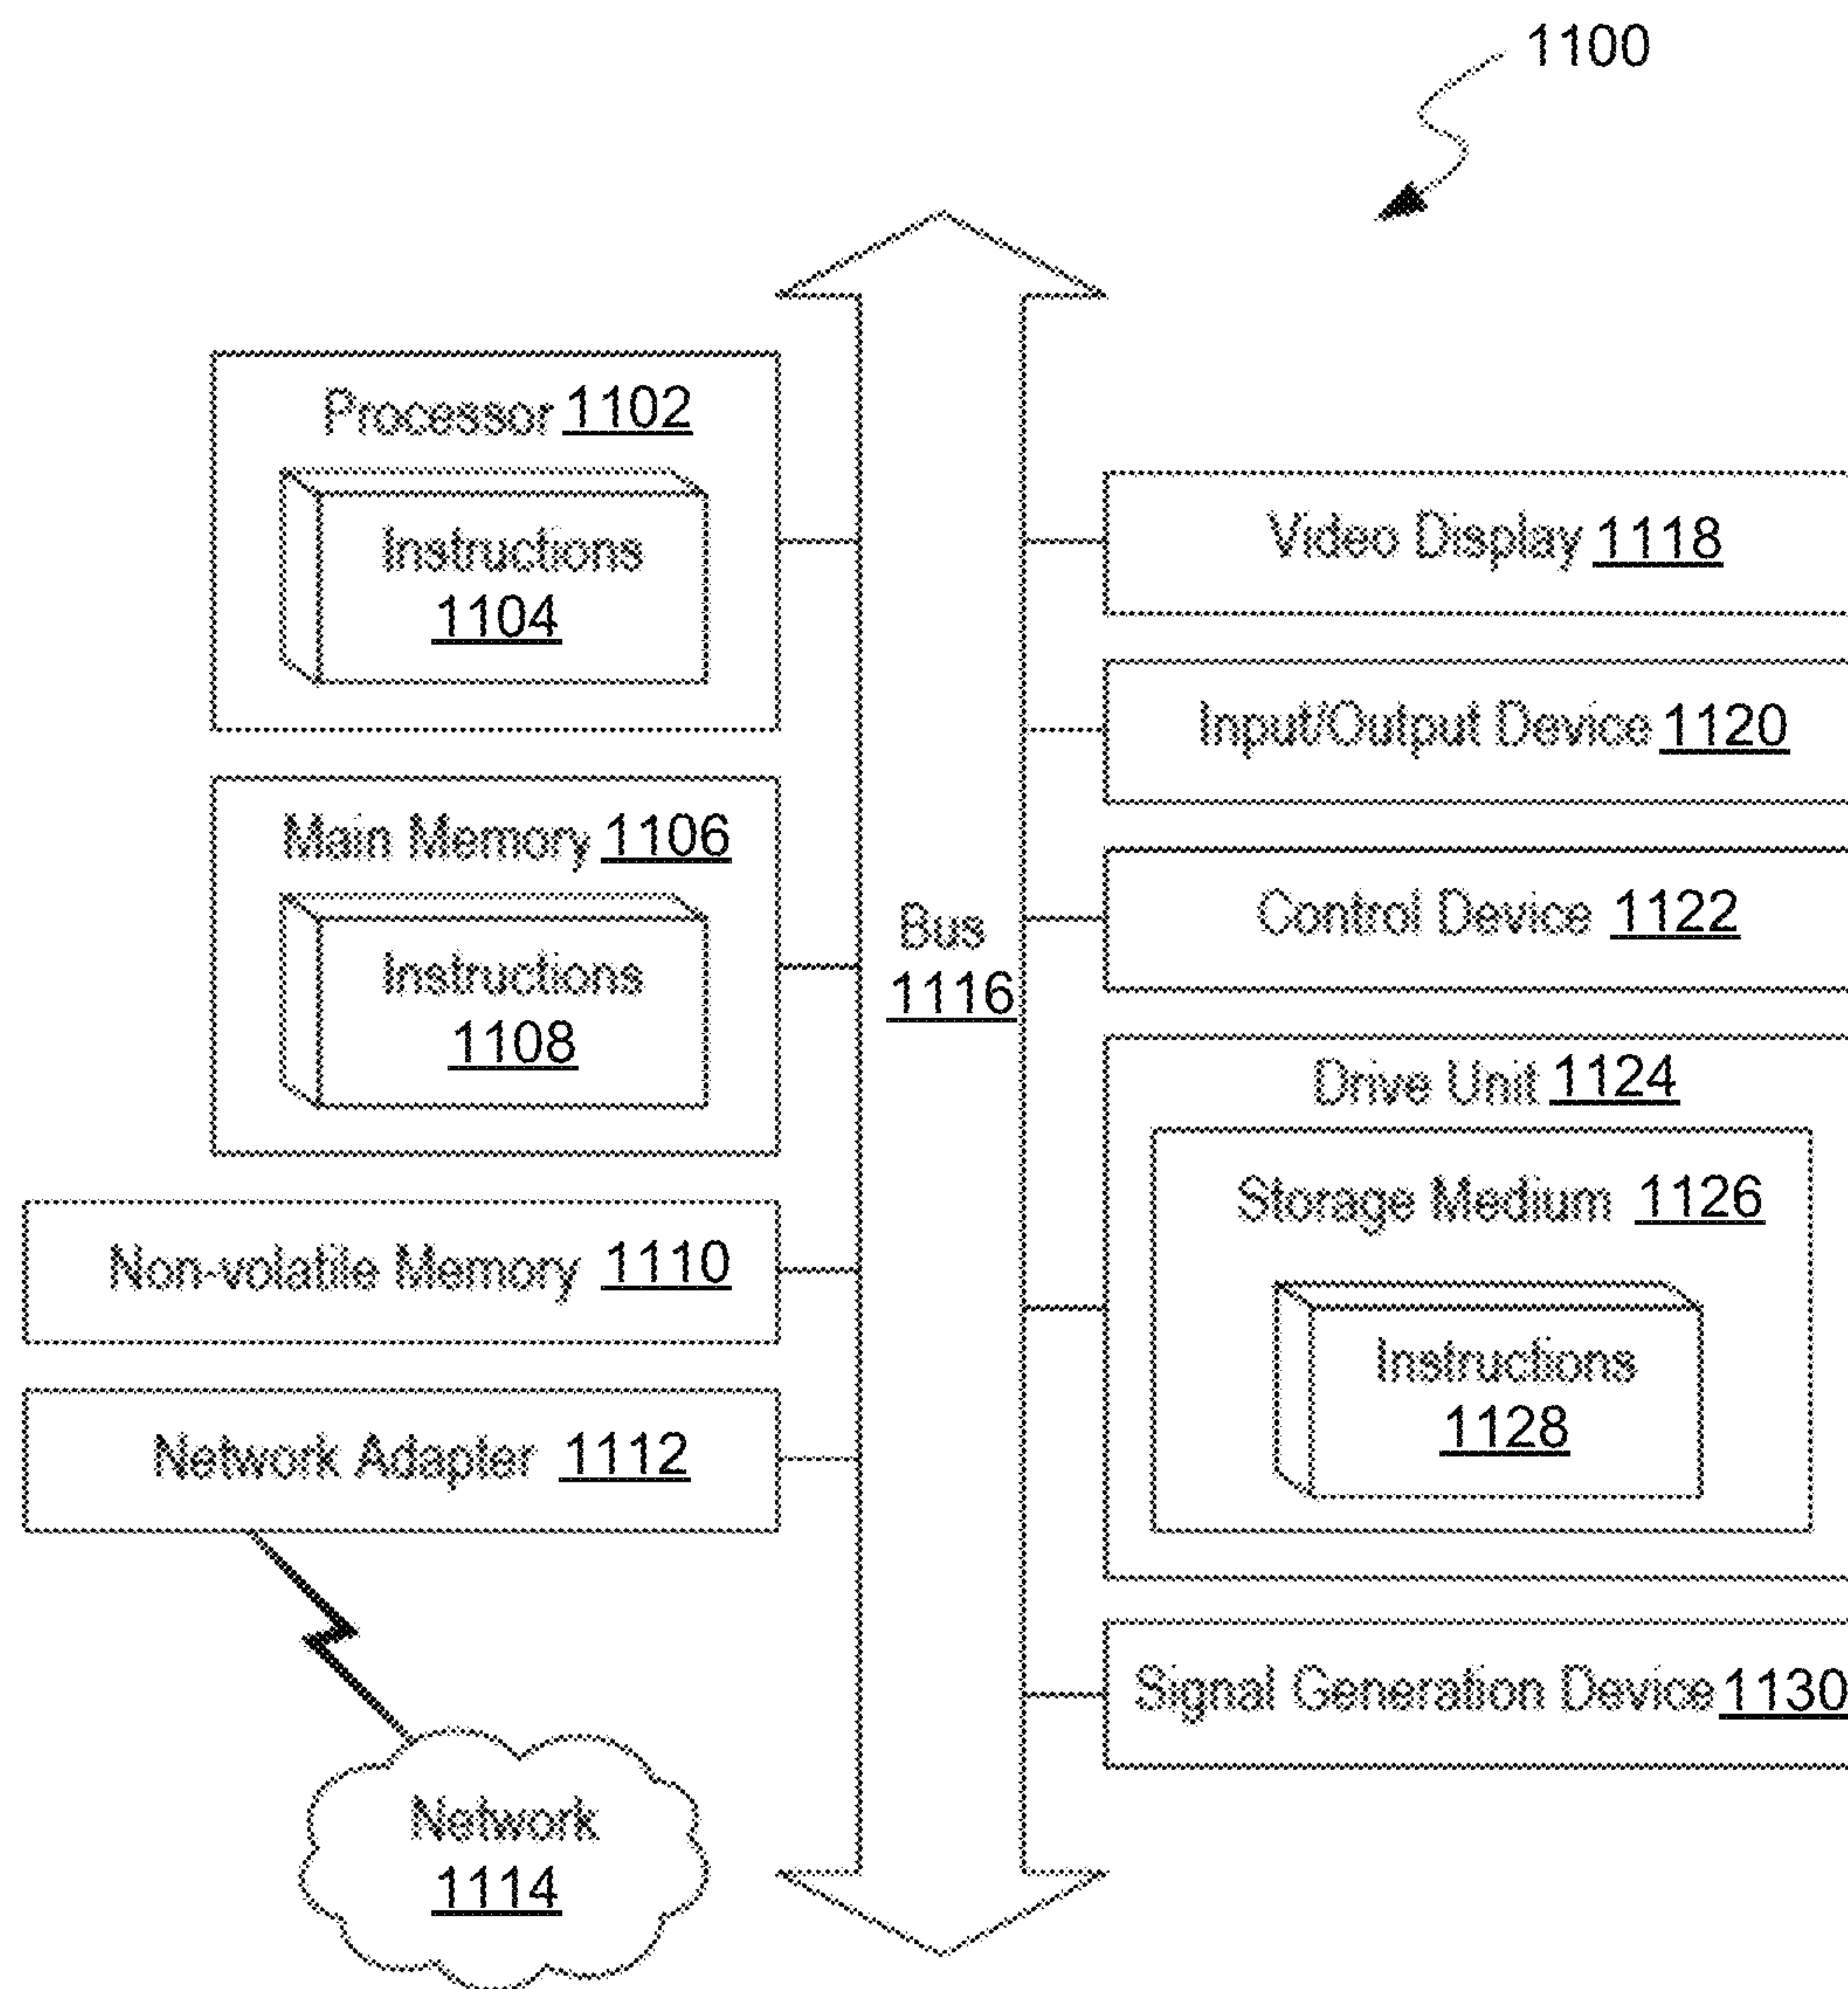 1100
Processor 1102
Instructions
1104
Main Memory 1106
Instructions
1108
Non-volatile Memory 1110
Network Adapter 1112
Network
1114
Bus
1116
Video Display 1118
Input/Output Device 1120
Control Device 1122
Drive Unit 1124
Storage Medium 1126
Instructions
1128
Signal Generation Device 1130